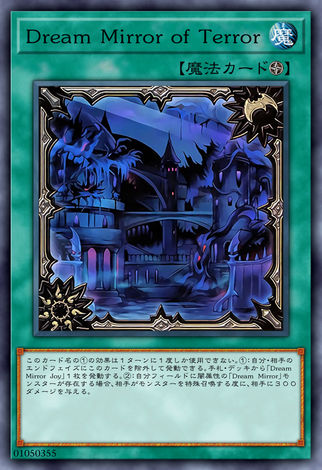 Dream Mirror of Terror 魔
【魔法カード】
このカード名の①の効果は1ターンに1度しか使用できない。①：自分・相手の
エンドフェイズにこのカードを除外して発動できる。手札・デッキから「Dream
Mirror Joy」1枚を発動する。②：自分フィールドに闇属性の「Dream Mirror」モ
ンスターが存在する場合、相手がモンスターを特殊召喚する度に、相手に300
ダメージを与える。
01050355